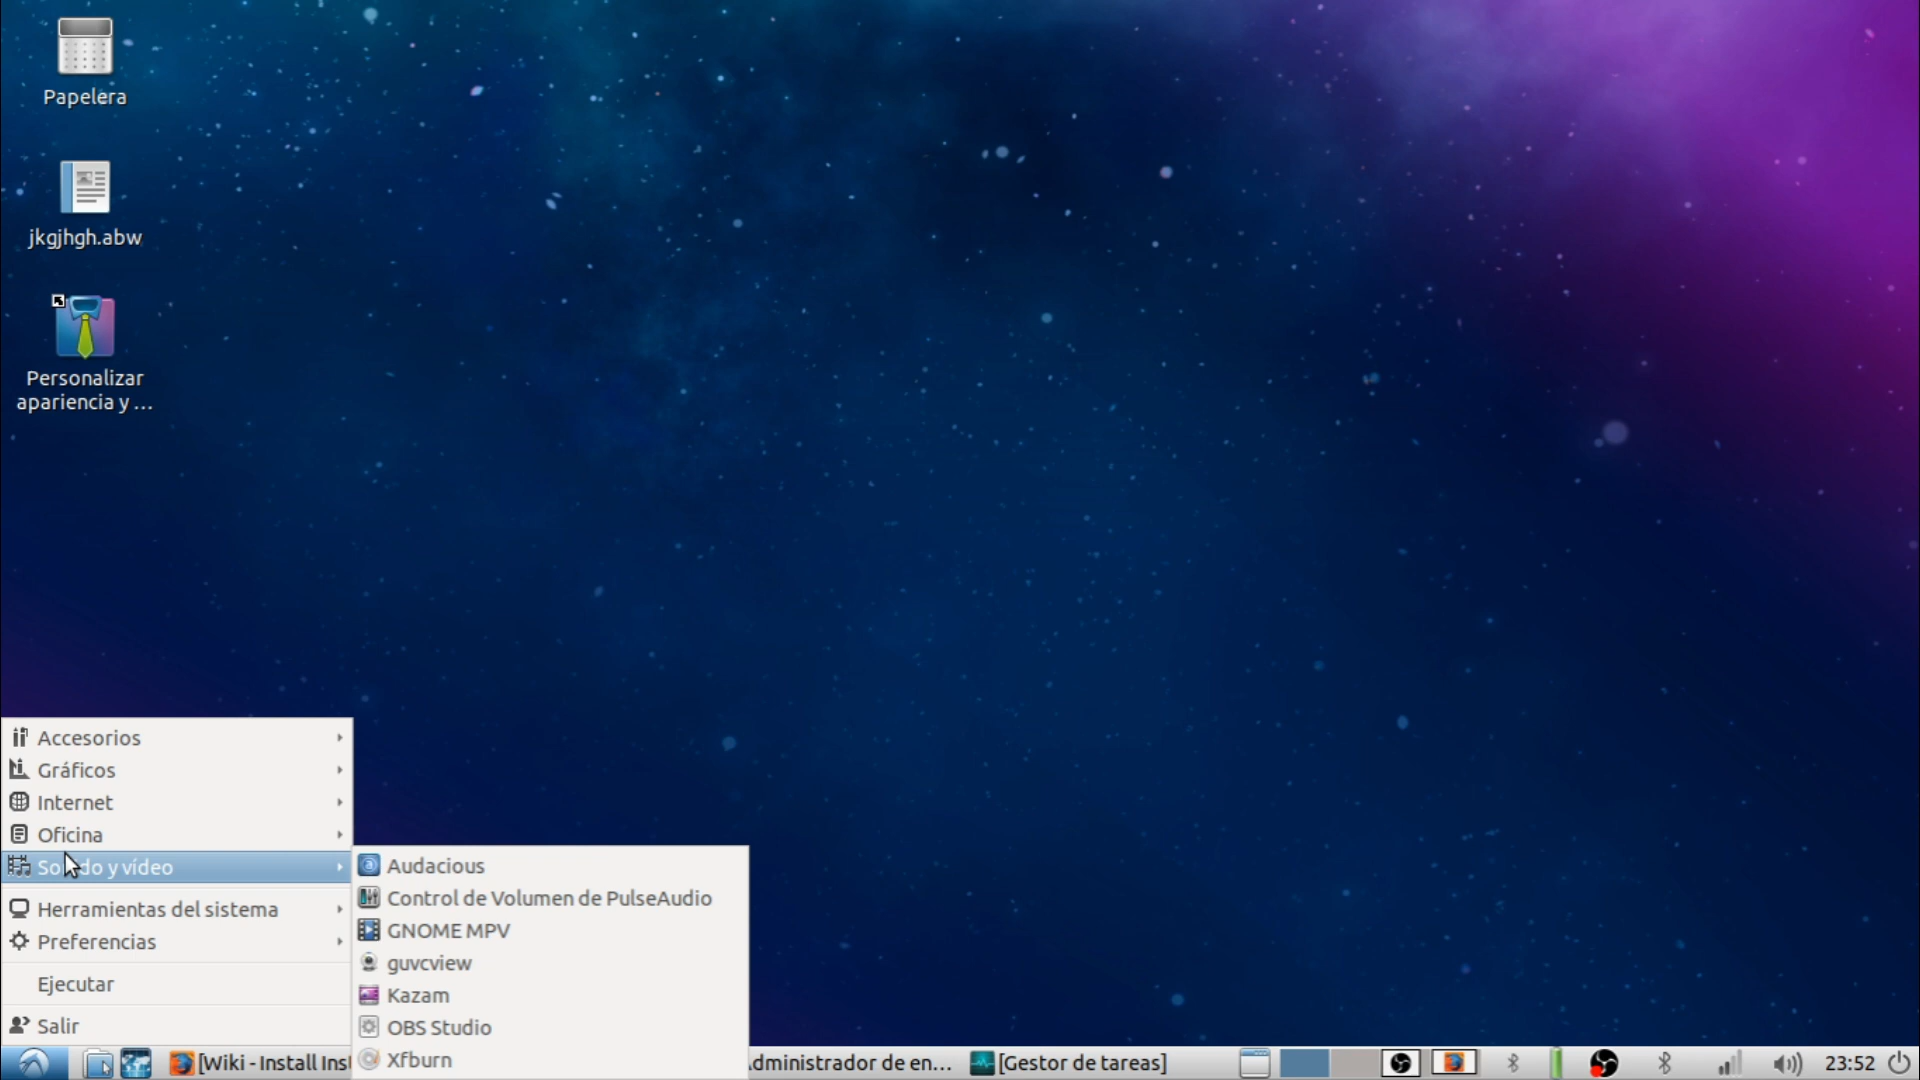 Papelera
jkgjhgh.abw
Personalizar
apariencia y ...
Accesorios
Gráficos
Internet
Oficina
So do y vídeo
Herramientas del sistema
Preferencias
Ejecutar
Salir
Audacious
Control de Volumen de PulseAudio
GNOME MPV
guvcview
Kazam
OBS Studio
Xfburn
[Wiki - Install Ins
dministrador de en...
[Gestor de tareas]
23:52